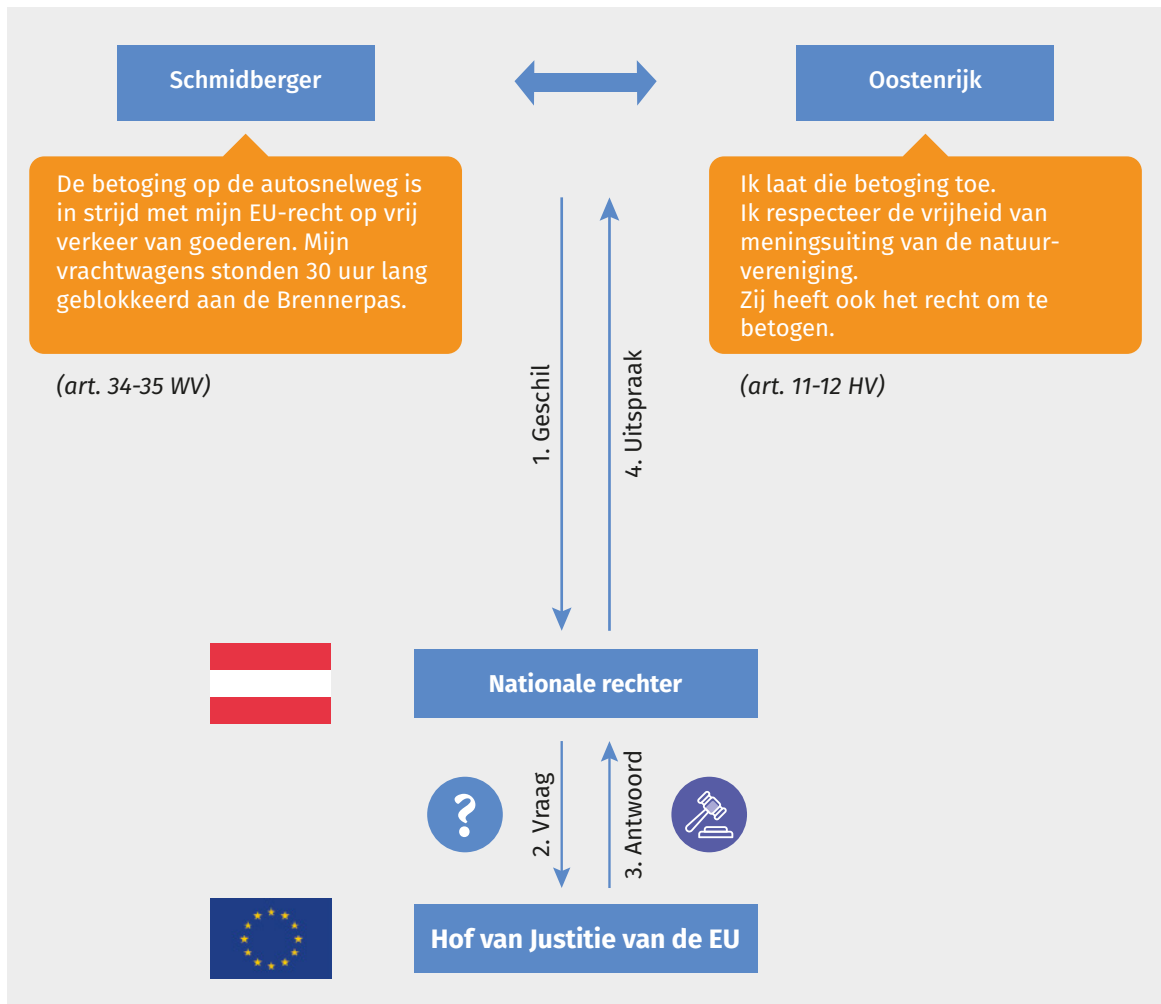 Schmidberger
Oostenrijk
De betoging op de autosnelweg is
in strijd met mijn EU-recht op vrij
verkeer van goederen. Mijn
vrachtwagens stonden 30 uur lang
geblokkeerd aan de Brennerpas.
(art. 34-35 WV)
Ik laat die betoging toe.
Ik respecteer de vrijheid van
meningsuiting van de natuur-
vereniging.
Zij heeft ook het recht om te
betogen.
(art. 11-12 HV)
1. Geschil
4. Uitspraak
Nationale rechter
?
2. Vraag
3. Antwoord
Hof van Justitie van de EU